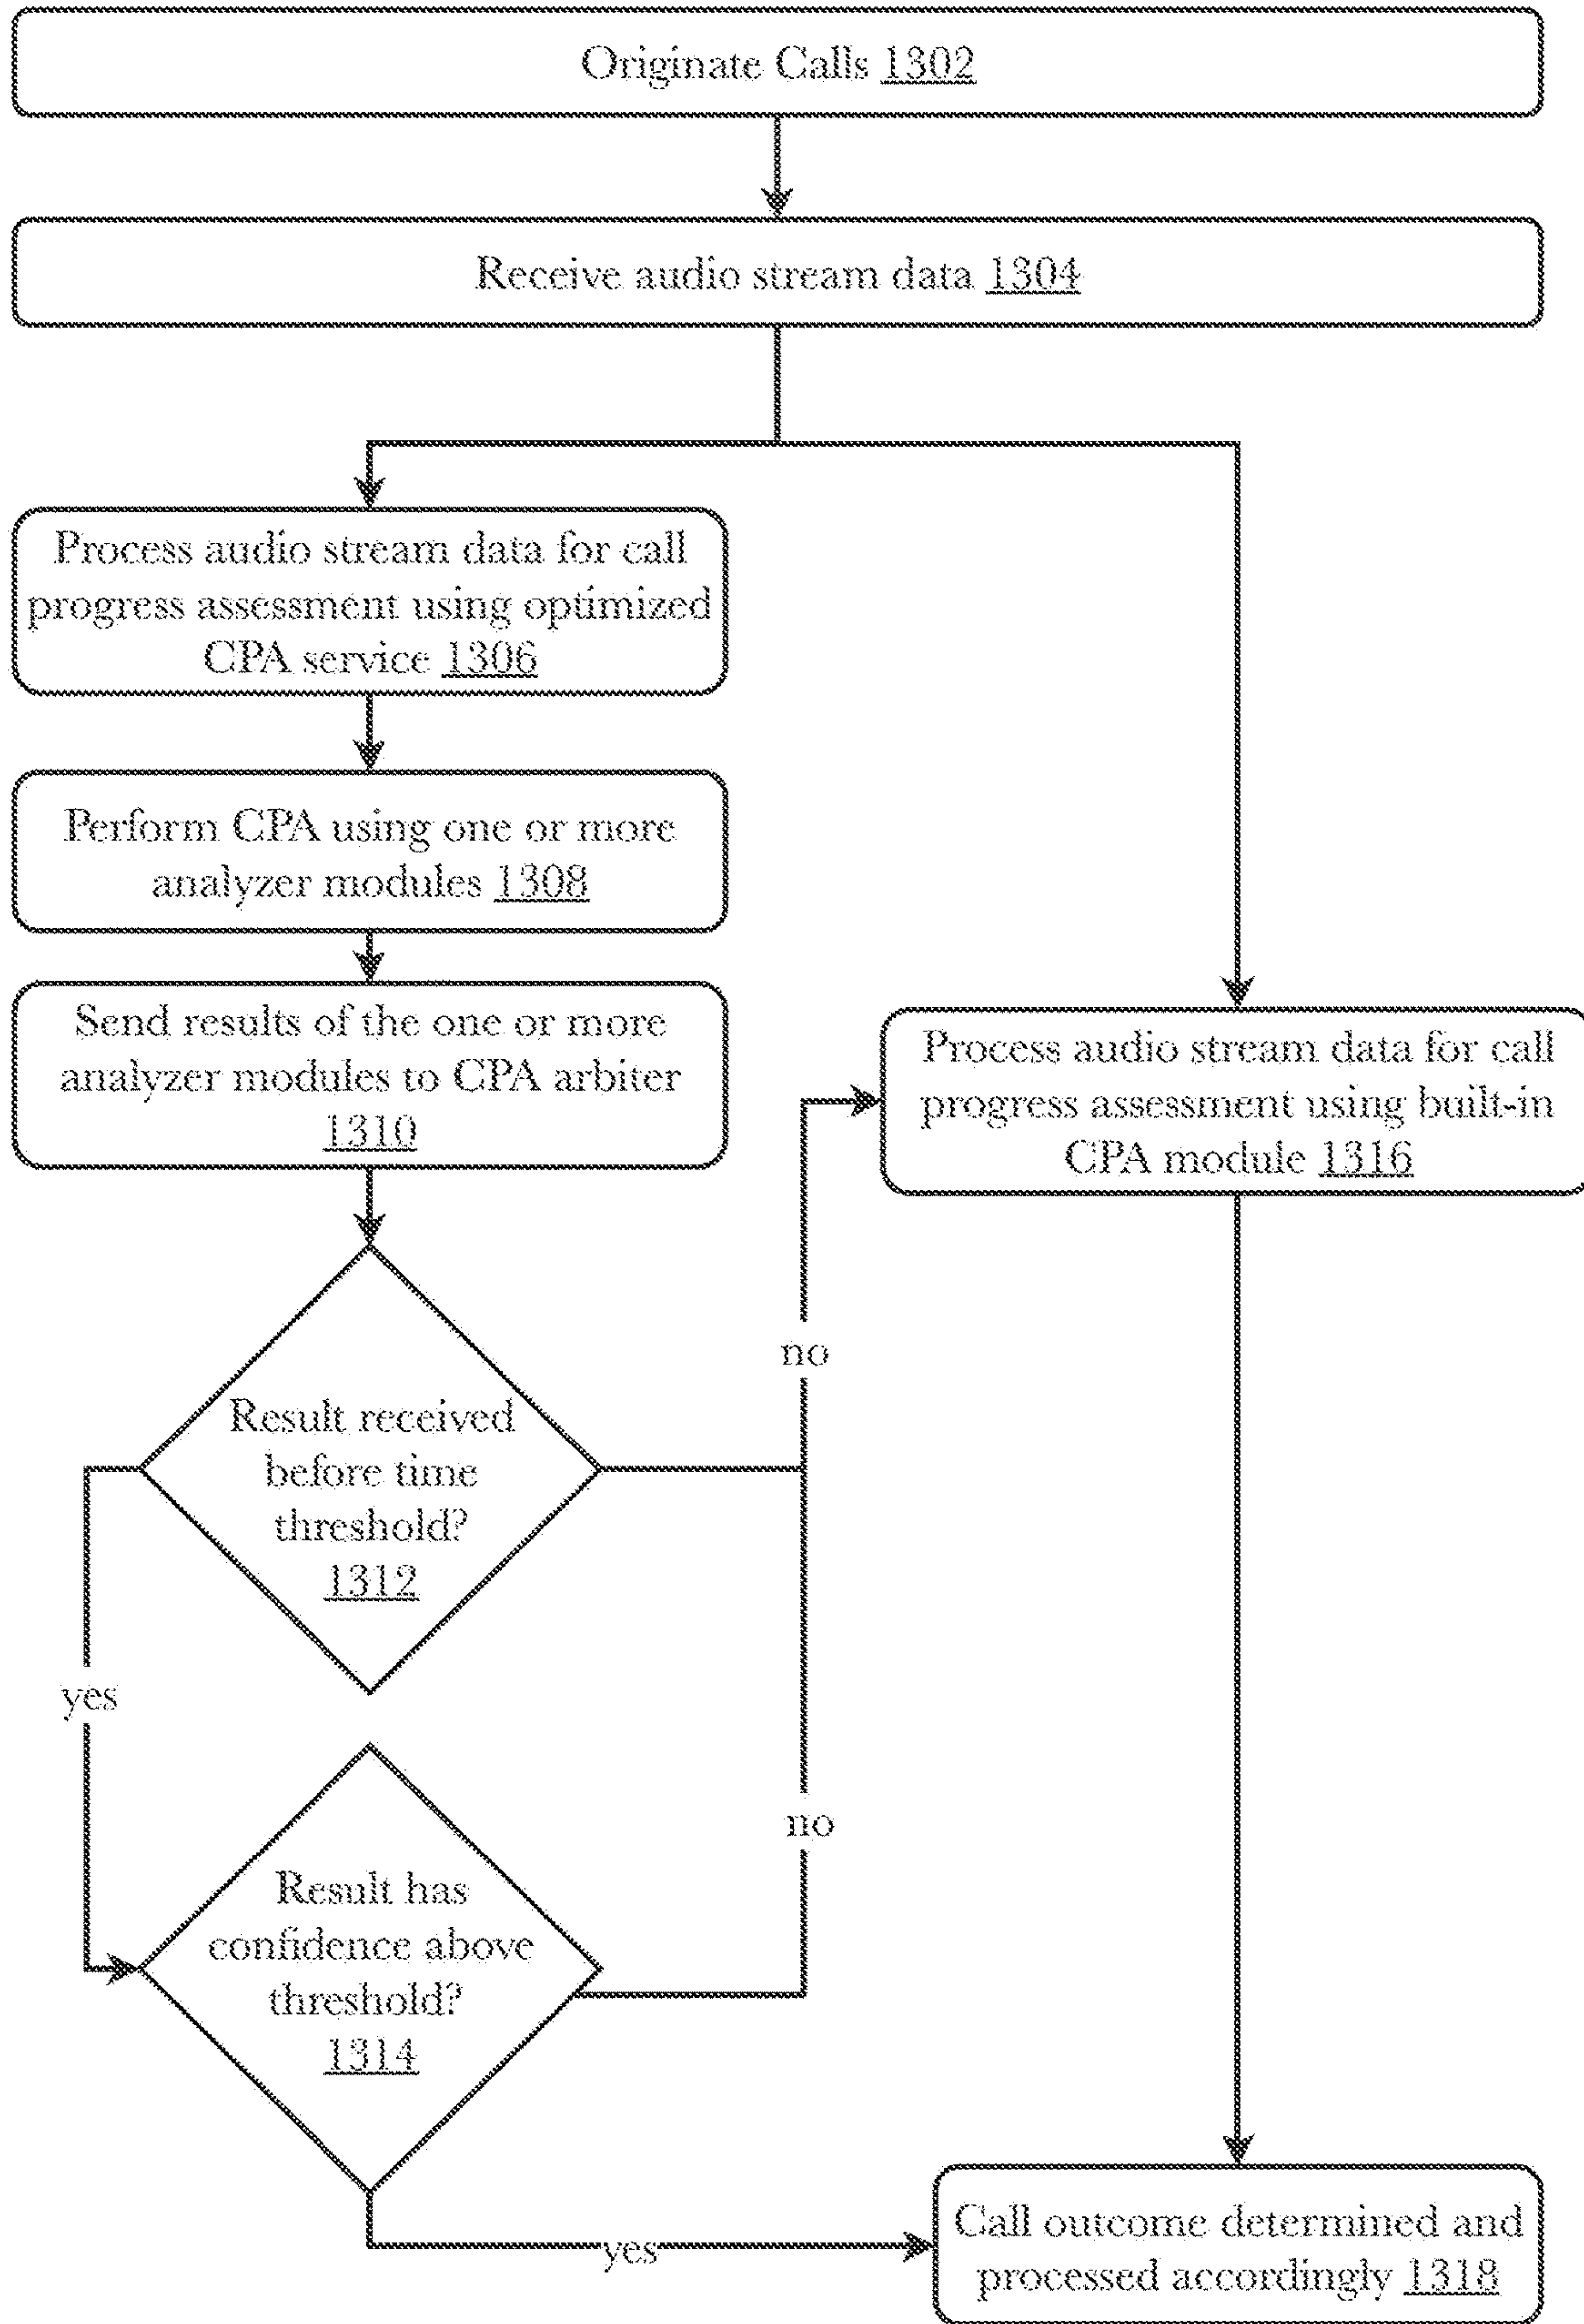 Originate Calls 1302
Receive audio stream data 1304
Process audio stream data for call
progress assessment using optimized
CPA service 1306
Perform CPA using one or more
analyzer modules 1308
Send results of the one or more
analyzer modules to CPA arbiter
1310
Process audio stream data for call
progress assessment using built-in
CPA module 1316
no
Result received
before time
threshold?
1312
yes
no
Result has
confidence above
threshold?
1314
yes
Call outcome determined and
processed accordingly 1318